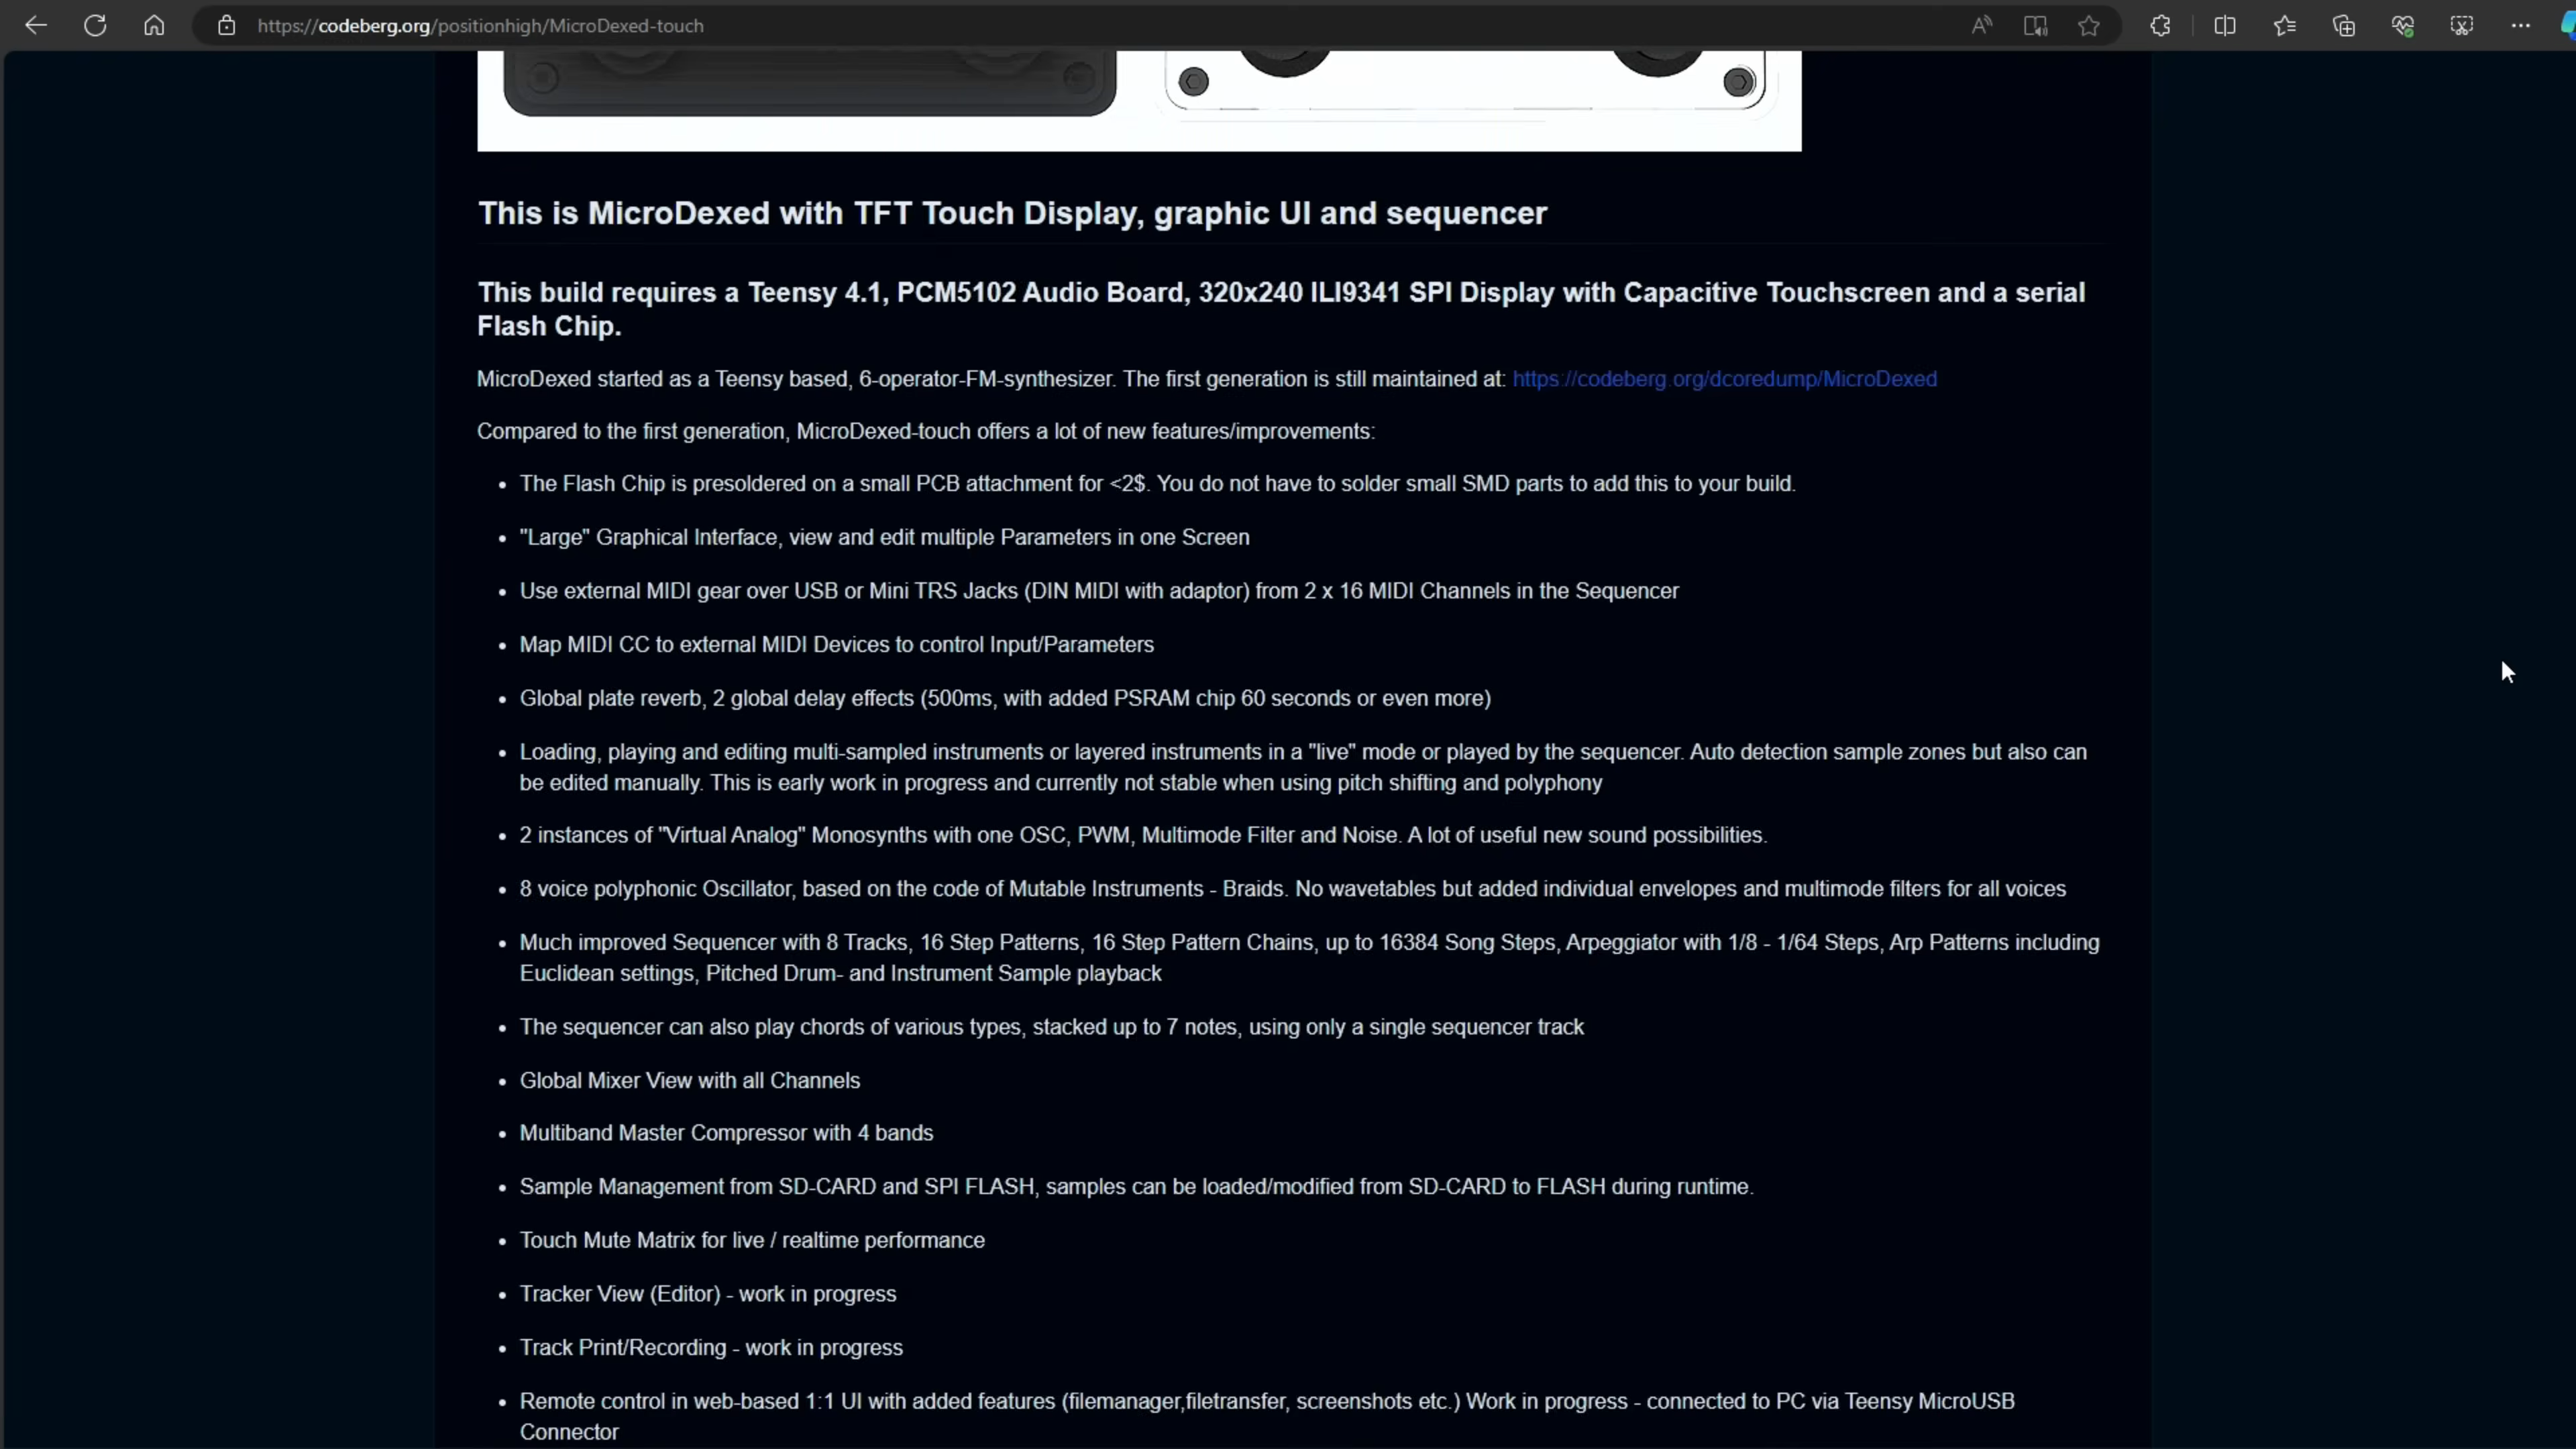 https://codeberg.org/positionhigh/MicroDexed-touch
This is MicroDexed with TFT Touch Display, graphic UI and sequencer
This build requires a Teensy 4.1, PCM5102 Audio Board, 320x240 ILI9341 SPI Display with Capacitive Touchscreen and a serial
Flash Chip.
MicroDexed started as a Teensy based, 6-operator-FM-synthesizer. The first generation is still maintained at: https://codeberg.org/dcoredump/MicroDexed
Compared to the first generation, MicroDexed-touch offers a lot of new features/improvements:
• The Flash Chip is presoldered on a small PCB attachment for <2$. You do not have to solder small SMD parts to add this to your build.
• "Large" Graphical Interface, view and edit multiple Parameters in one Screen
• Use external MIDI gear over USB or Mini TRS Jacks (DIN MIDI with adaptor) from 2 x 16 MIDI Channels in the Sequencer
• Map MIDI CC to external MIDI Devices to control Input/Parameters
• Global plate reverb, 2 global delay effects (500ms, with added PSRAM chip 60 seconds or even more)
• Loading, playing and editing multi-sampled instruments or layered instruments in a "live" mode or played by the sequencer. Auto detection sample zones but also can
be edited manually. This is early work in progress and currently not stable when using pitch shifting and polyphony
• 2 instances of "Virtual Analog" Monosynths with one OSC, PWM, Multimode Filter and Noise. A lot of useful new sound possibilities.
• 8 voice polyphonic Oscillator, based on the code of Mutable Instruments - Braids. No wavetables but added individual envelopes and multimode filters for all voices
• Much improved Sequencer with 8 Tracks, 16 Step Patterns, 16 Step Pattern Chains, up to 16384 Song Steps, Arpeggiator with 1/8 - 1/64 Steps, Arp Patterns including
Euclidean settings, Pitched Drum- and Instrument Sample playback
• The sequencer can also play chords of various types, stacked up to 7 notes, using only a single sequencer track
• Global Mixer View with all Channels
• Multiband Master Compressor with 4 bands
• Sample Management from SD-CARD and SPI FLASH, samples can be loaded/modified from SD-CARD to FLASH during runtime.
• Touch Mute Matrix for live / realtime performance
• Tracker View (Editor) - work in progress
• Track Print/Recording - work in progress
• Remote control in web-based 1:1 UI with added features (filemanager,filetransfer, screenshots etc.) Work in progress - connected to PC via Teensy MicroUSB
Connector